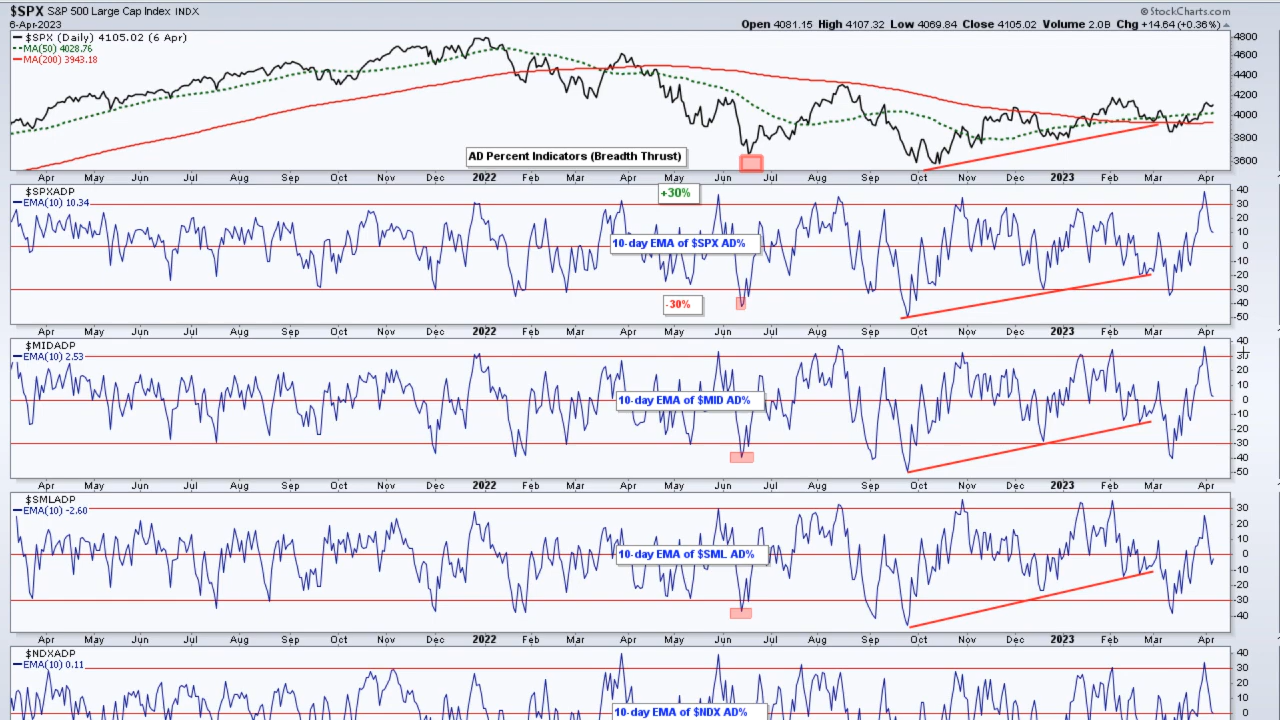 $SPX S&P 500 Large Cap Index INDX
© StockCharts.com
6-Apr-2023
Open 4081.15 High 4107.32 Low 4069.84 Close 4105.02 Volume 2.0B Chg +14.64 (+0.36%)
$SPX (Daily) 4105.02 (6 Apr)
MA(50) 4028.76
MA(200) 3943.18
4800
4600
4400
4200
4000
3800
3600
AD Percent Indicators (Breadth Thrust)
Apr May Jun Jul Aug Sep Oct Nov Dec 2022 Feb Mar Apr May Jun Jul Aug Sep Oct Nov Dec 2023 Feb Mar Apr
$SPXADP
EMA(10) 10.34
+30%
10-day EMA of $SPX AD%
-30%
40
30
20
10
0
-10
-20
-30
-40
-50
Apr May Jun Jul Aug Sep Oct Nov Dec 2022 Feb Mar Apr May Jun Jul Aug Sep Oct Nov Dec 2023 Feb Mar Apr
$MIDADP
EMA(10) 2.53
10-day EMA of $MID AD%
40
30
20
10
0
-10
-20
-30
-40
-50
Apr May Jun Jul Aug Sep Oct Nov Dec 2022 Feb Mar Apr May Jun Jul Aug Sep Oct Nov Dec 2023 Feb Mar Apr
$SMLADP
EMA(10) -2.60
10-day EMA of $SML AD%
30
20
10
0
-10
-20
-30
-40
Apr May Jun Jul Aug Sep Oct Nov Dec 2022 Feb Mar Apr May Jun Jul Aug Sep Oct Nov Dec 2023 Feb Mar Apr
$NDXADP
EMA(10) 0.11
10-day EMA of $NDX AD%
40
30
20
10
0